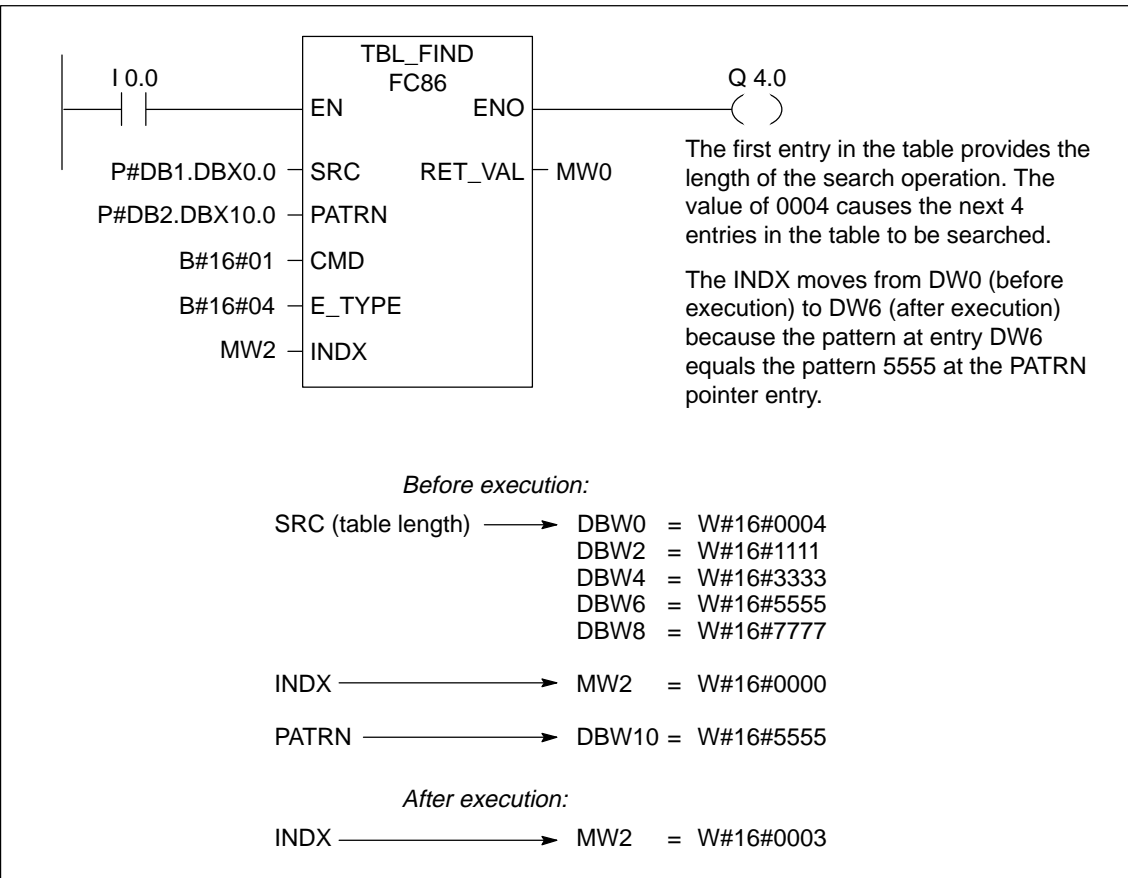 TBL_FIND
FC86
I 0.0
Q 4.0
EN
ENO
P#DB1.DBX0.0
SRC
RET_VAL
MW0
P#DB2.DBX10.0
PATRN
B#16#01
CMD
B#16#04
E_TYPE
MW2
INDX
The first entry in the table provides the
length of the search operation. The
value of 0004 causes the next 4
entries in the table to be searched.
The INDX moves from DW0 (before
execution) to DW6 (after execution)
because the pattern at entry DW6
equals the pattern 5555 at the PATRN
pointer entry.
Before execution:
SRC (table length) DBW0 = W#16#0004
DBW2 = W#16#1111
DBW4 = W#16#3333
DBW6 = W#16#5555
DBW8 = W#16#7777
INDX MW2 = W#16#0000
PATRN DBW10 = W#16#5555
After execution:
INDX MW2 = W#16#0003